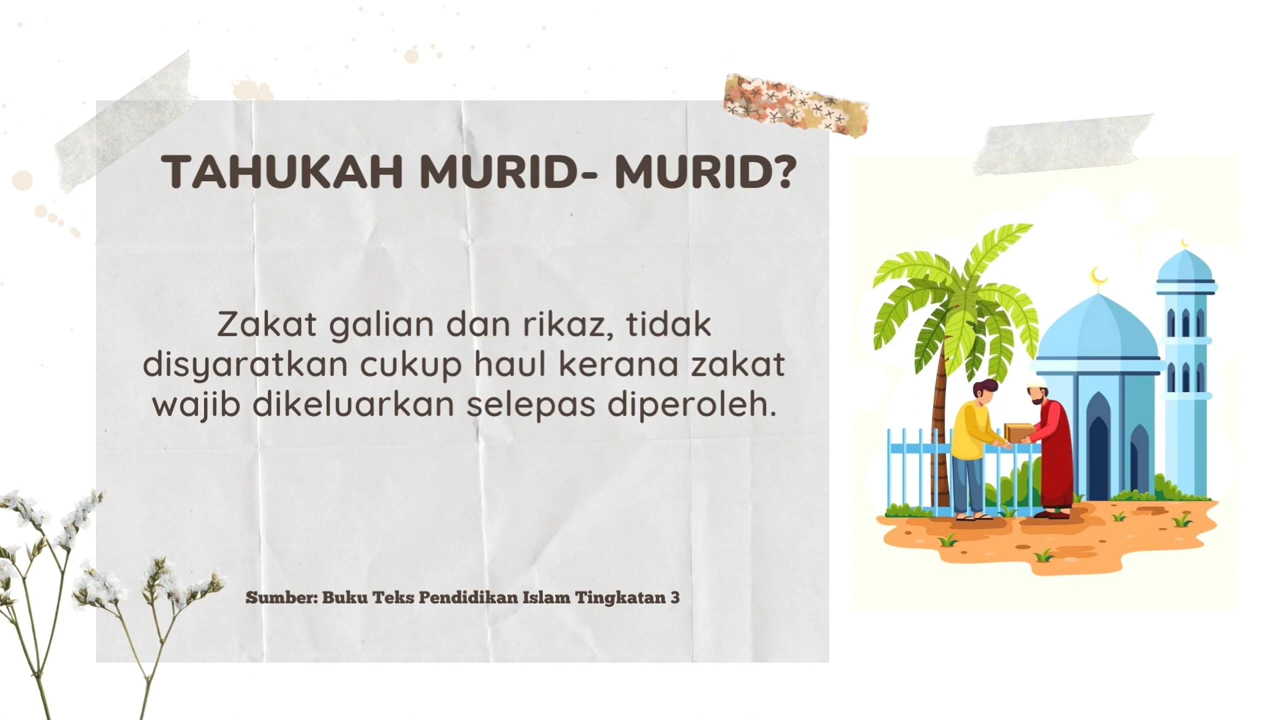 TAHUKAH MURID- MURID?
Zakat galian dan rikaz, tidak
disyaratkan cukup haul kerana zakat
wajib dikeluarkan selepas diperoleh.
Sumber: Buku Teks Pendidikan Islam Tingkatan 3